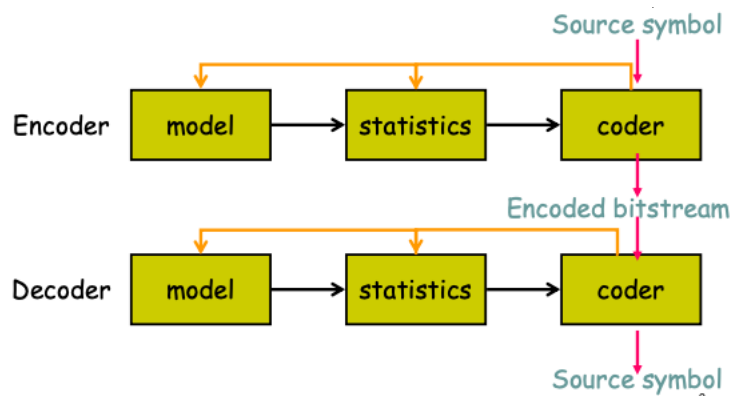 Source symbol
Encoder model statistics coder
Encoded bitstream
Decoder model statistics coder
Source symbol